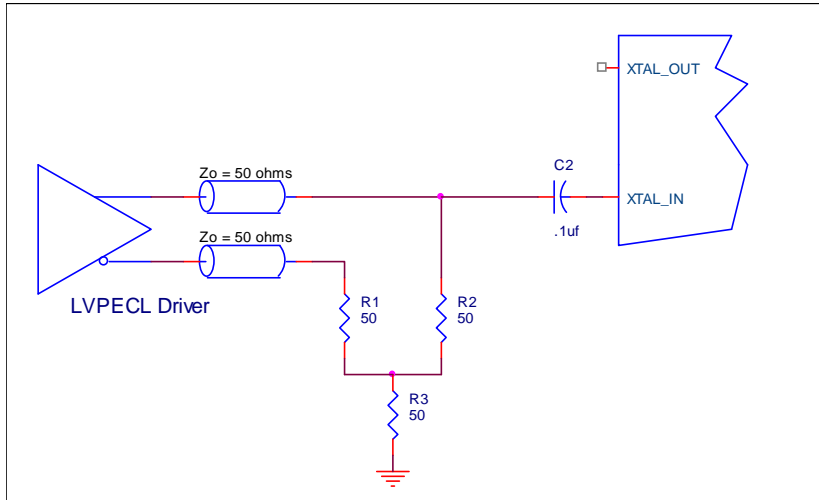 XTAL_OUT
Zo = 50 ohms
C2
XTAL_IN
.1uf
Zo = 50 ohms
LVPECL Driver
R1
50
R2
50
R3
50